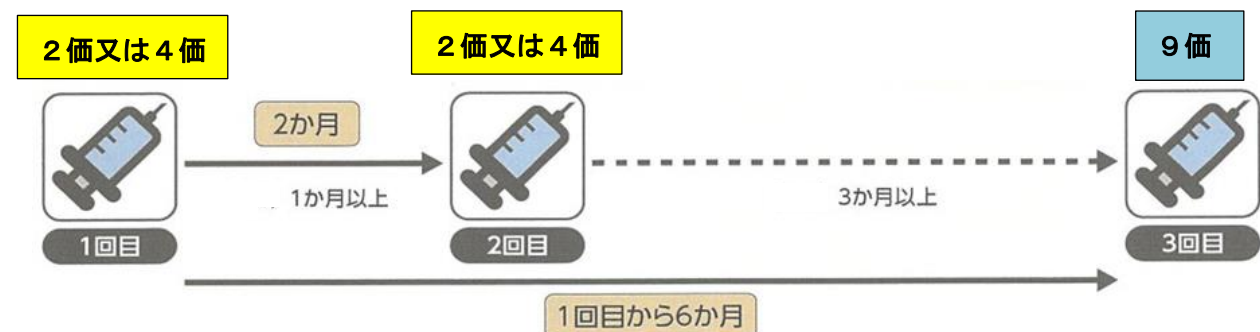 ２価又は４価
２価又は４価
９価
2か月
1か月以上
3か月以上
1回目
2回目
3回目
1回目から6か月